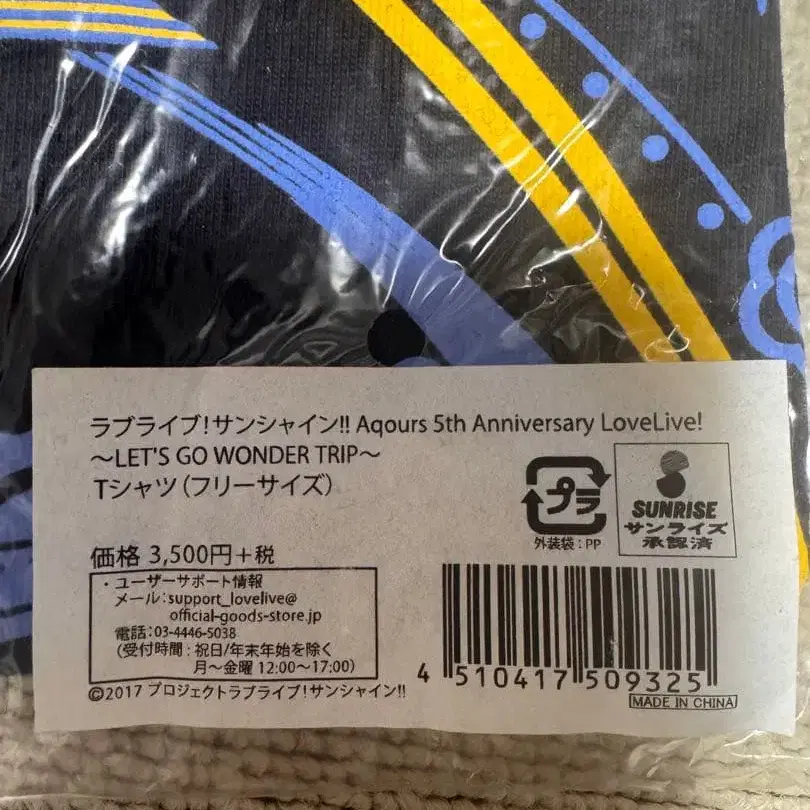 ラブライブ！サンシャイン!! Aqours 5th Anniversary LoveLive!
～LET'S GO WONDER TRIP～
Tシャツ（フリーサイズ）
プラ
外装袋：PP
SUNRISE
サンライズ
承認済
価格 3,500円＋税
・ユーザーサポート情報
メール：support_lovelive@
official-goods-store.jp
電話：03-4446-5038
（受付時間：祝日/年末年始を除く
月～金曜 12:00～17:00）
©2017 プロジェクトラブライブ！サンシャイン!!
4 510417 509325
MADE IN CHINA